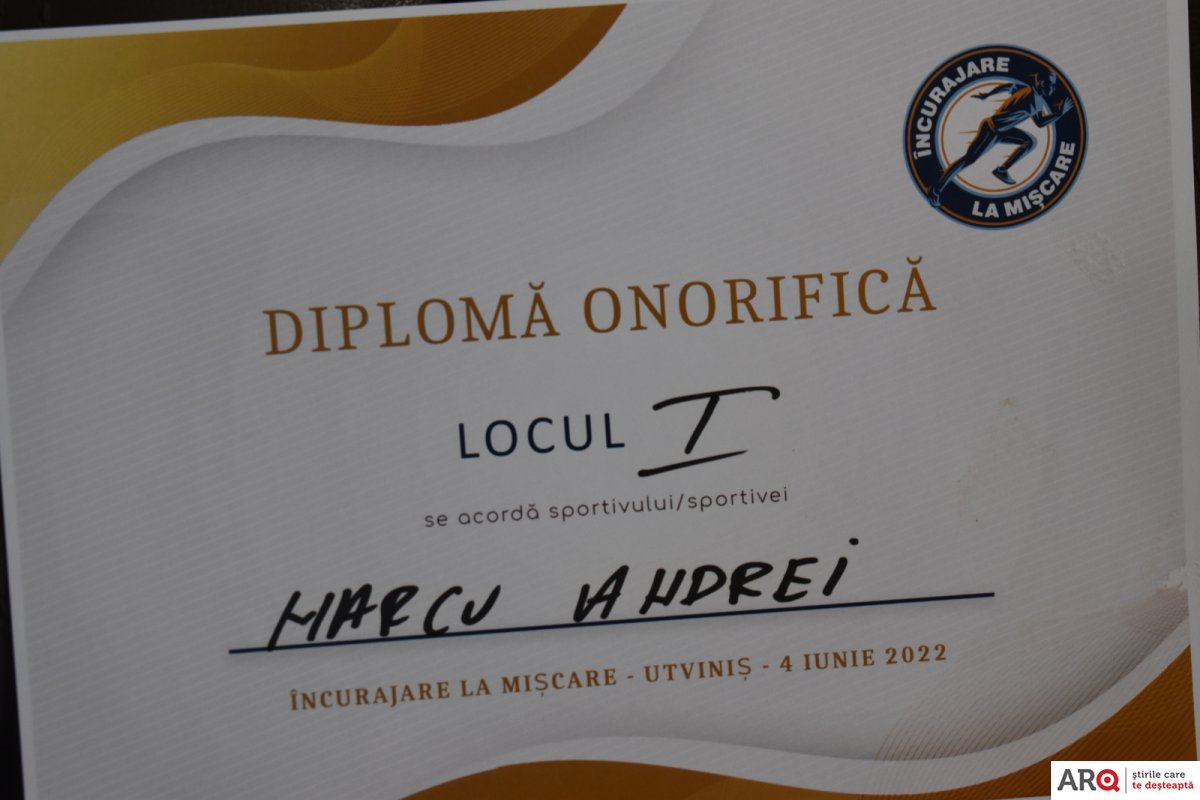 ÎNCURAJARE
LA MIȘCARE
DIPLOMĂ ONORIFICĂ
LOCUL I
se acordă sportivului/sportivei
MARCU ANDREI
ÎNCURAJARE LA MIȘCARE - UTVINIȘ - 4 IUNIE 2022
ARQ
știrile care
te deșteaptă